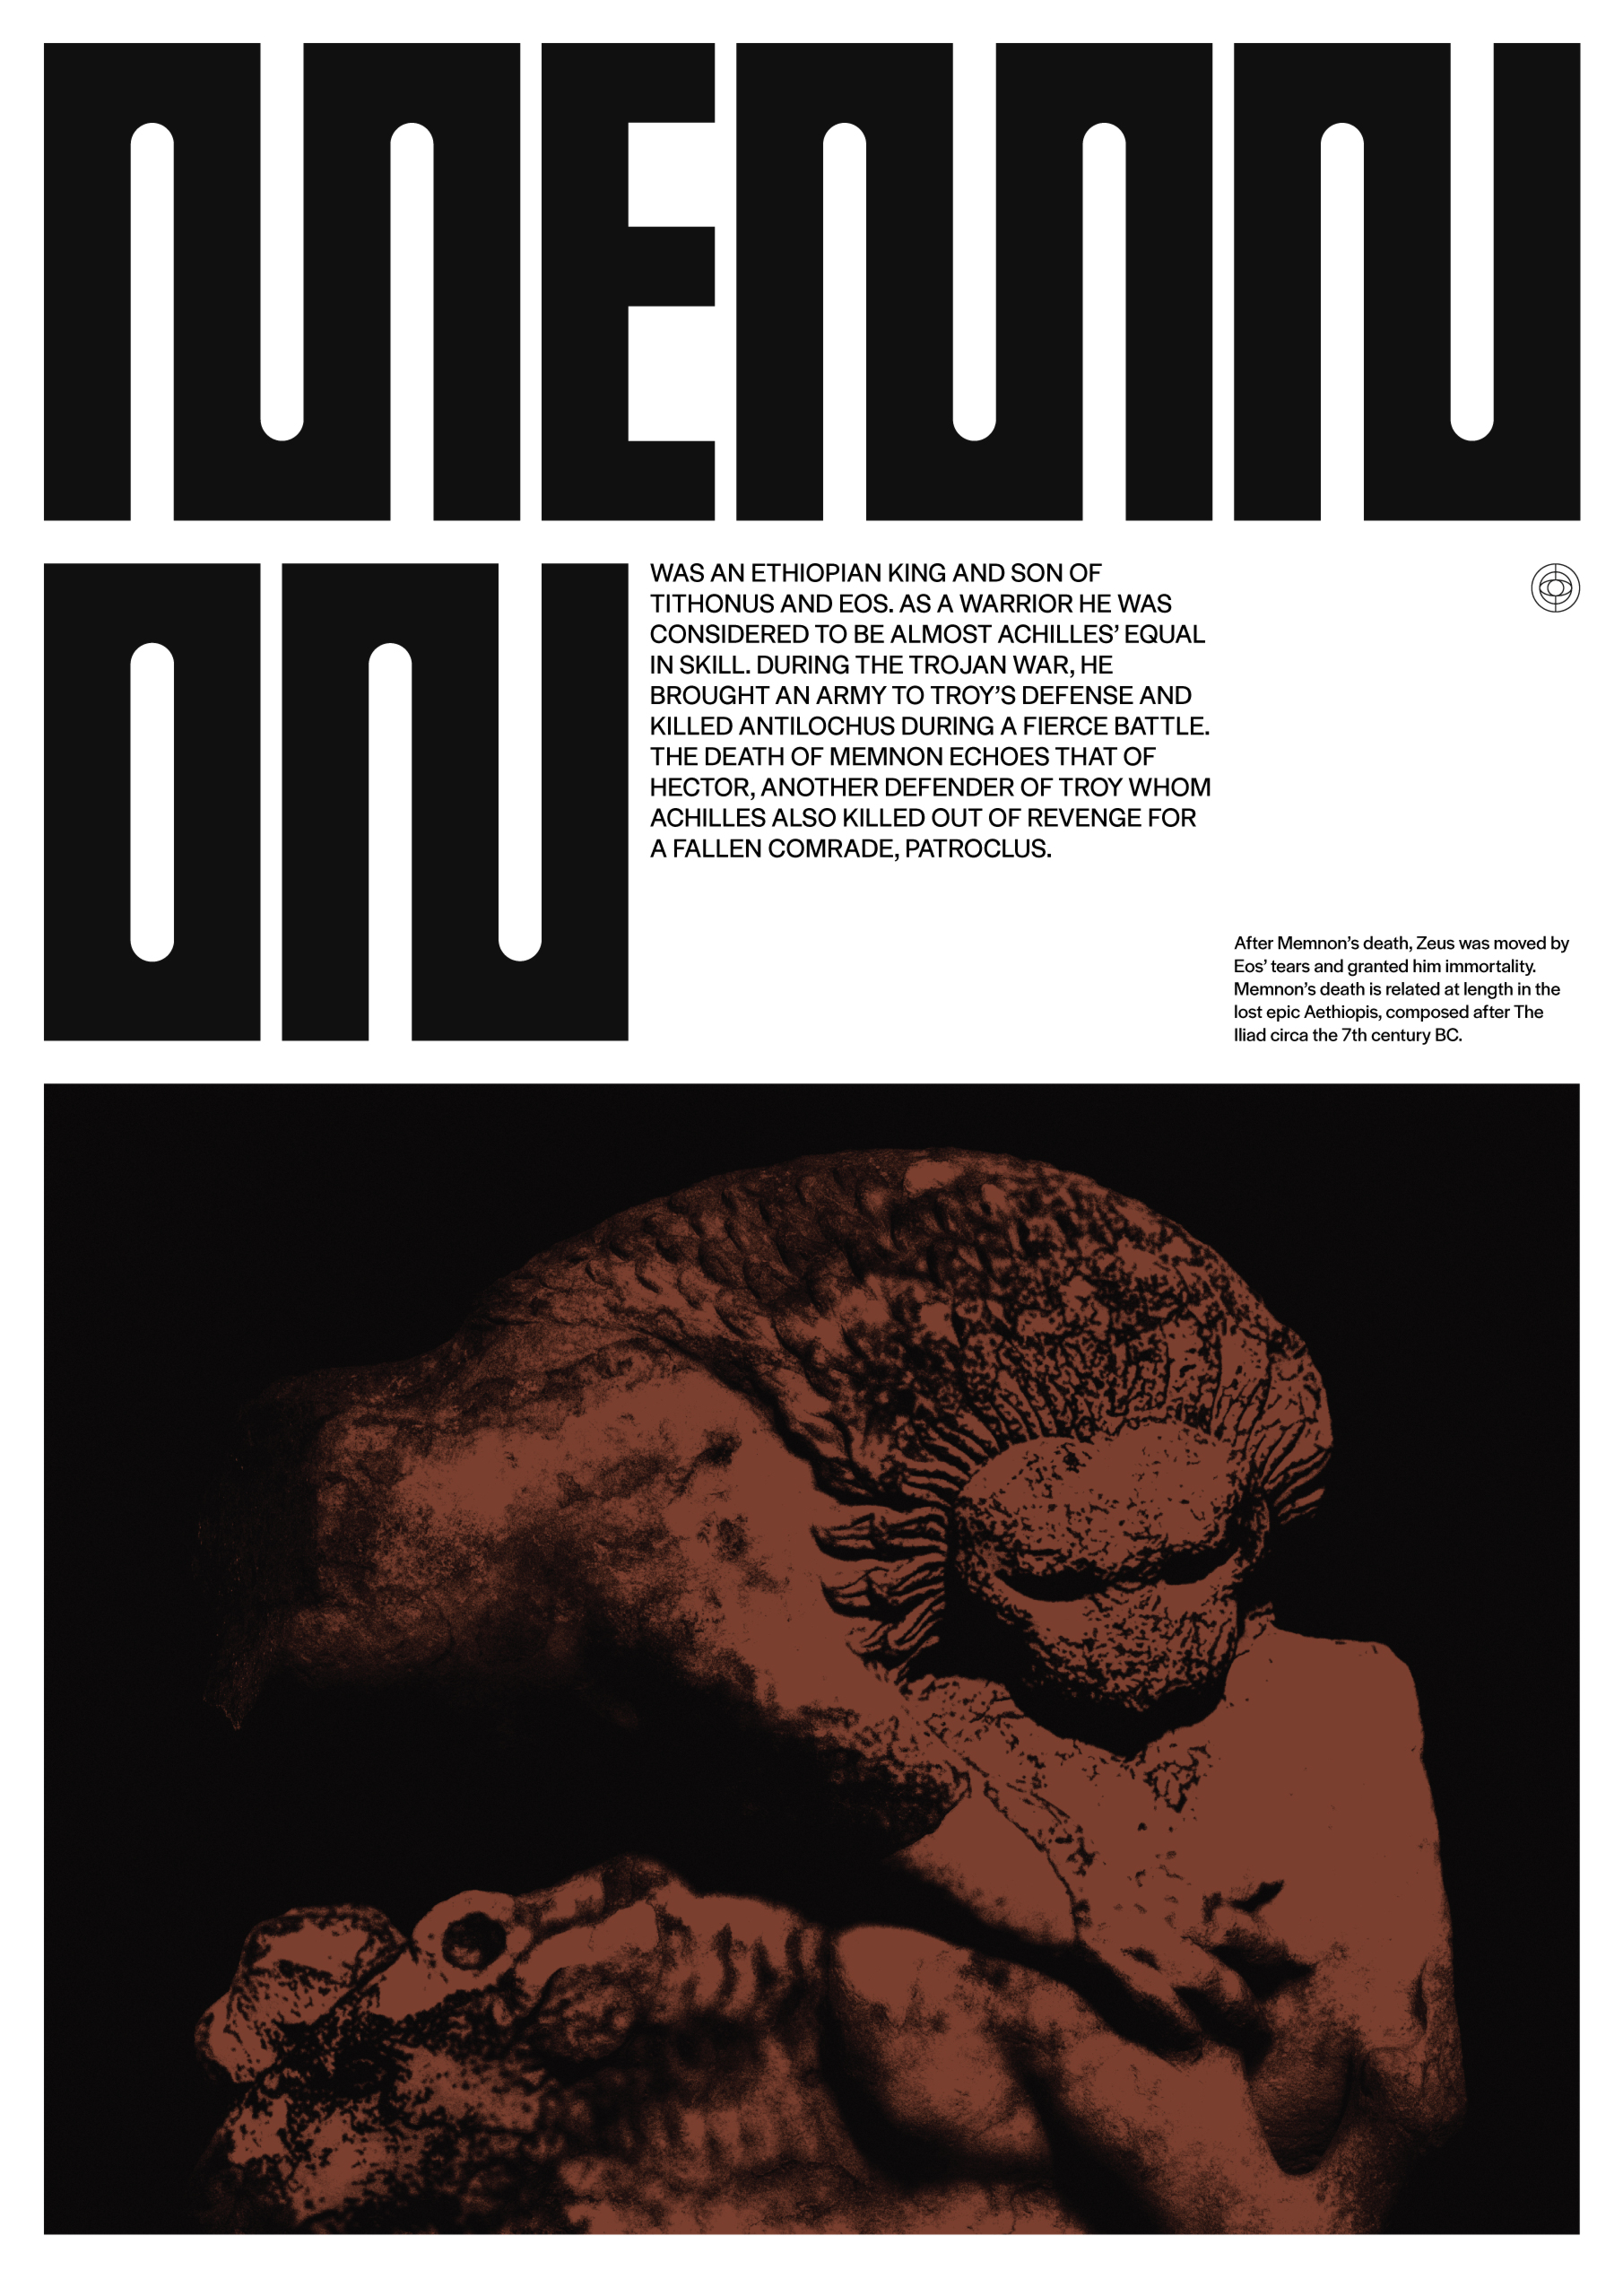 MEMN
ON
WAS AN ETHIOPIAN KING AND SON OF
TITHONUS AND EOS. AS A WARRIOR HE WAS
CONSIDERED TO BE ALMOST ACHILLES’ EQUAL
IN SKILL. DURING THE TROJAN WAR, HE
BROUGHT AN ARMY TO TROY’S DEFENSE AND
KILLED ANTILOCHUS DURING A FIERCE BATTLE.
THE DEATH OF MEMNON ECHOES THAT OF
HECTOR, ANOTHER DEFENDER OF TROY WHOM
ACHILLES ALSO KILLED OUT OF REVENGE FOR
A FALLEN COMRADE, PATROCLUS.
After Memnon’s death, Zeus was moved by
Eos’ tears and granted him immortality.
Memnon’s death is related at length in the
lost epic Aethiopis, composed after The
Iliad circa the 7th century BC.